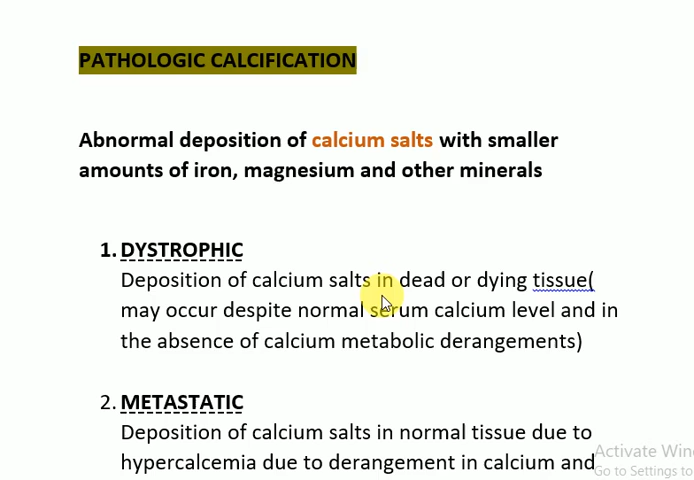 PATHOLOGIC CALCIFICATION
Abnormal deposition of calcium salts with smaller
amounts of iron, magnesium and other minerals
1. DYSTROPHIC
Deposition of calcium salts in dead or dying tissue(
may occur despite normal serum calcium level and in
the absence of calcium metabolic derangements)
2. METASTATIC
Deposition of calcium salts in normal tissue due to
hypercalcemia due to derangement in calcium and
Activate Win
Go to Settings to